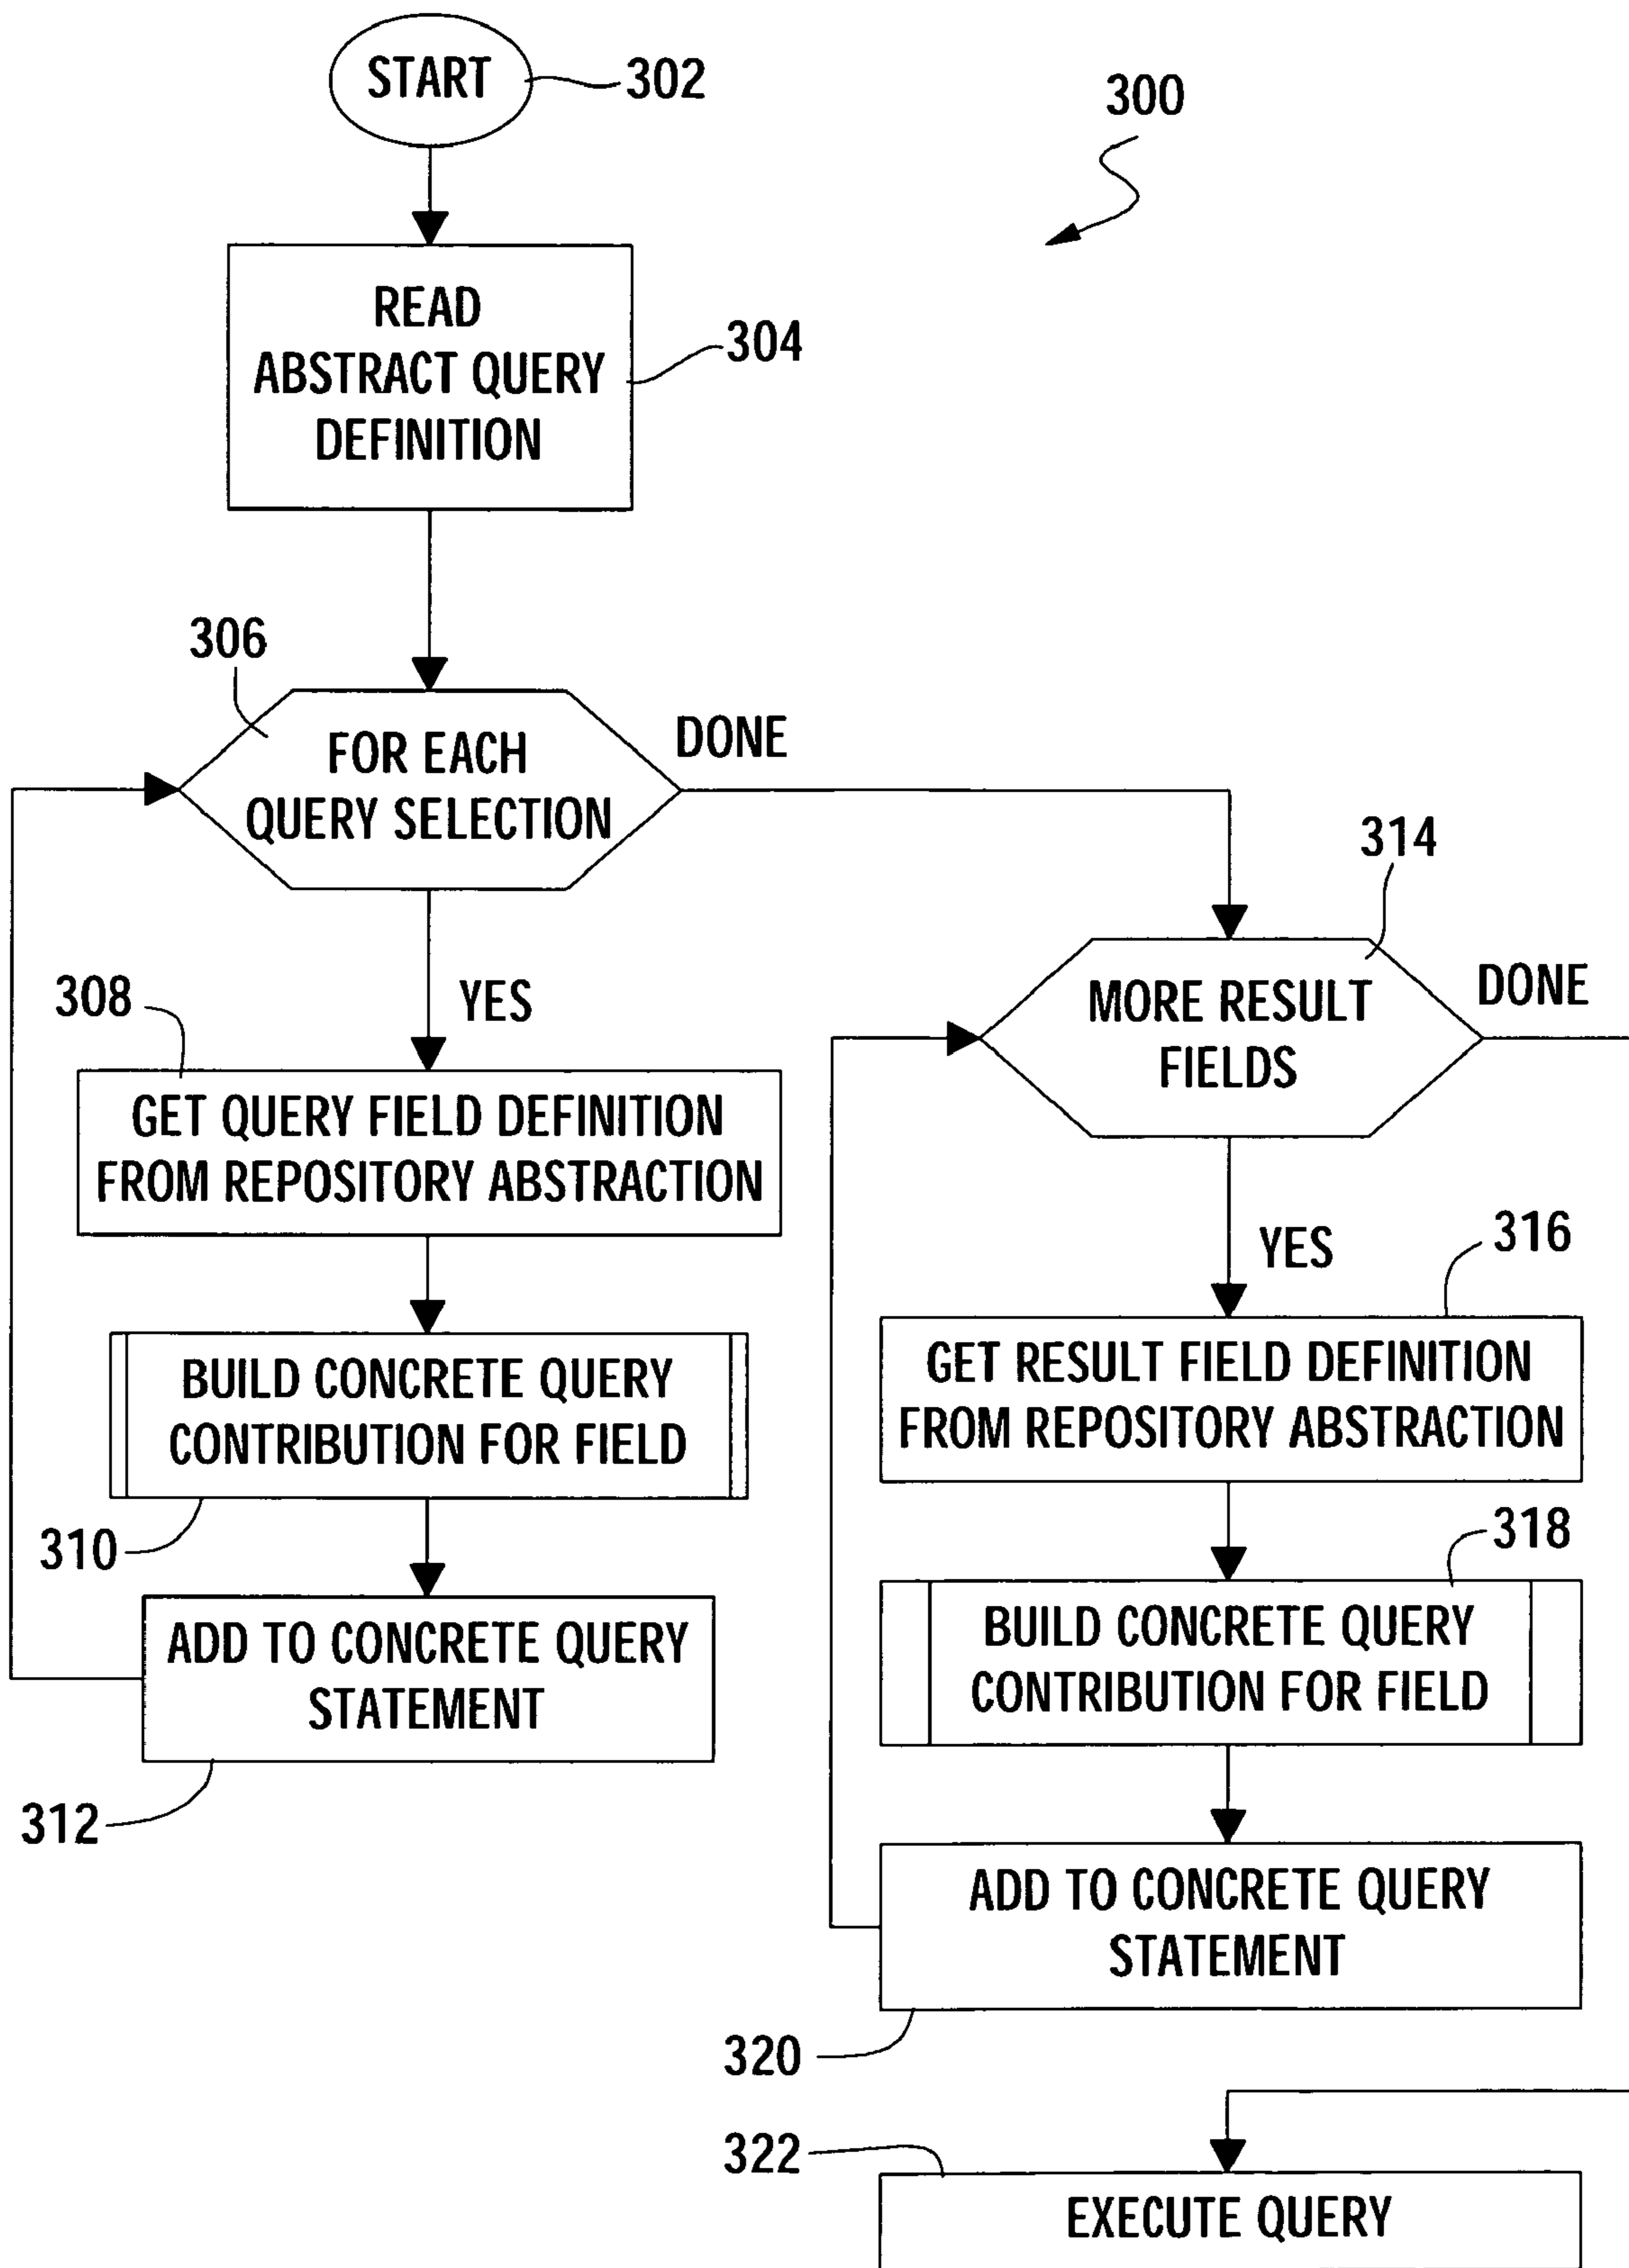 START
302
300
READ
ABSTRACT QUERY
DEFINITION
304
306
FOR EACH
QUERY SELECTION
DONE
YES
308
GET QUERY FIELD DEFINITION
FROM REPOSITORY ABSTRACTION
BUILD CONCRETE QUERY
CONTRIBUTION FOR FIELD
310
ADD TO CONCRETE QUERY
STATEMENT
312
314
MORE RESULT
FIELDS
DONE
YES
316
GET RESULT FIELD DEFINITION
FROM REPOSITORY ABSTRACTION
318
BUILD CONCRETE QUERY
CONTRIBUTION FOR FIELD
ADD TO CONCRETE QUERY
STATEMENT
320
322
EXECUTE QUERY